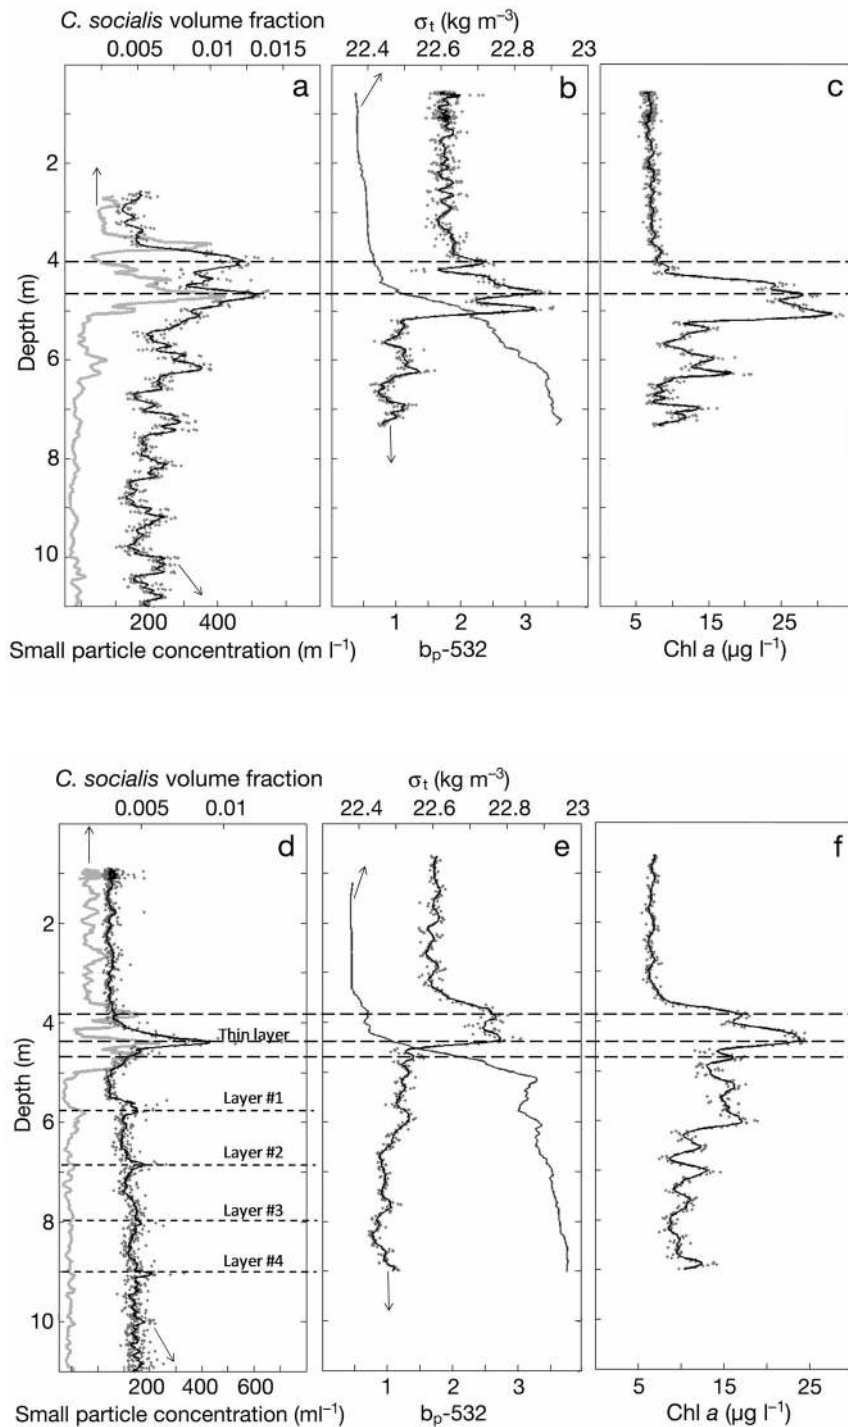 C. socialis volume fraction σt (kg m–3)
0.005 0.01 0.015 22.4 22.6 22.8 23
a b c
2
4
6
8
10
Depth (m)
200 400 1 2 3 5 15 25
Small particle concentration (m l–1) bp-532 Chl a (µg l–1)
C. socialis volume fraction σt (kg m–3)
0.005 0.01 22.4 22.6 22.8 23
d e f
2
4
Thin layer
Layer #1
6
Layer #2
8
Layer #3
Layer #4
10
Depth (m)
200 400 600 1 2 3 5 15 25
Small particle concentration (ml–1) bp-532 Chl a (µg l–1)